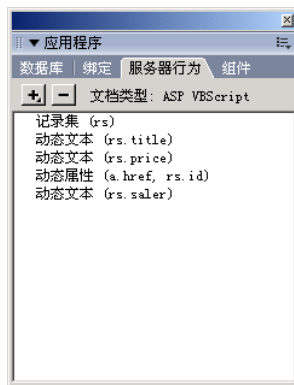 应用程序
数据库 绑定 服务器行为 组件
文档类型: ASP VBScript
记录集 (rs)
动态文本 (rs.title)
动态文本 (rs.price)
动态属性 (a.href, rs.id)
动态文本 (rs.saler)